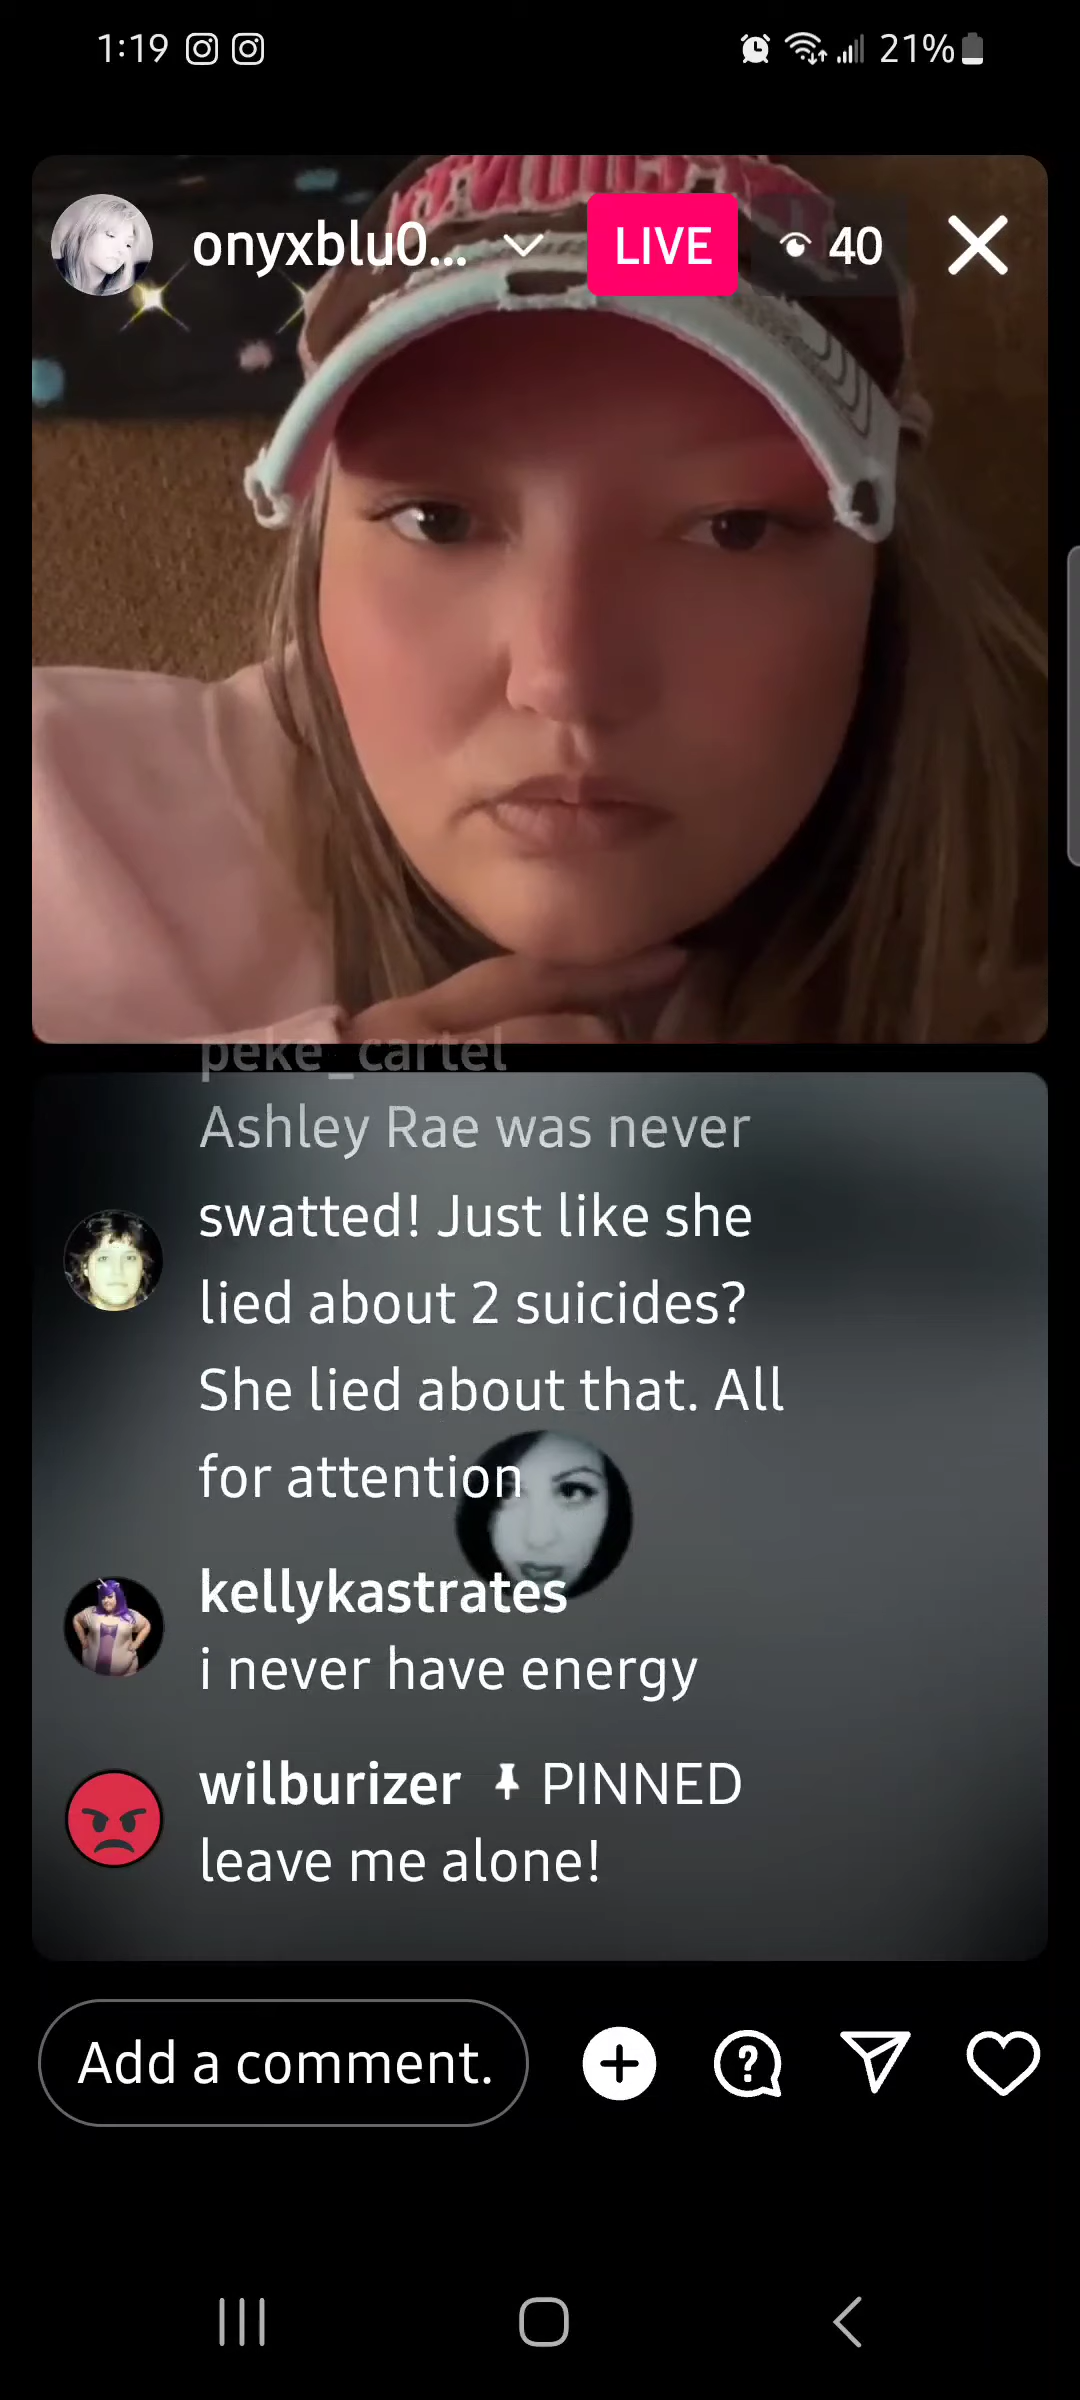 1:19 21%
onyxblu0... LIVE 40
peke_cartel
Ashley Rae was never
swatted! Just like she
lied about 2 suicides?
She lied about that. All
for attention
kellykastrates
i never have energy
wilburizer PINNED
leave me alone!
Add a comment.